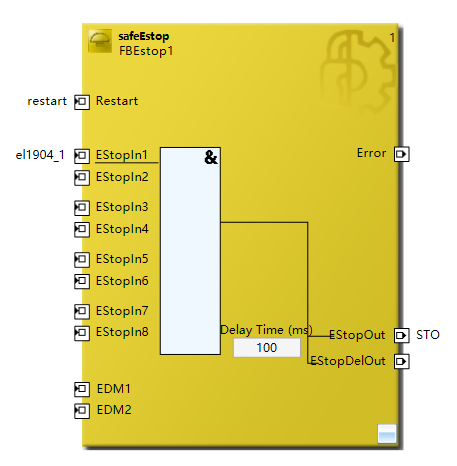 safeEstop
FBEstop1
1
restart
Restart
el1904_1
EStopIn1
&
Error
EStopIn2
EStopIn3
EStopIn4
EStopIn5
EStopIn6
EStopIn7
EStopIn8
Delay Time (ms)
100
EStopOut
STO
EStopDelOut
EDM1
EDM2